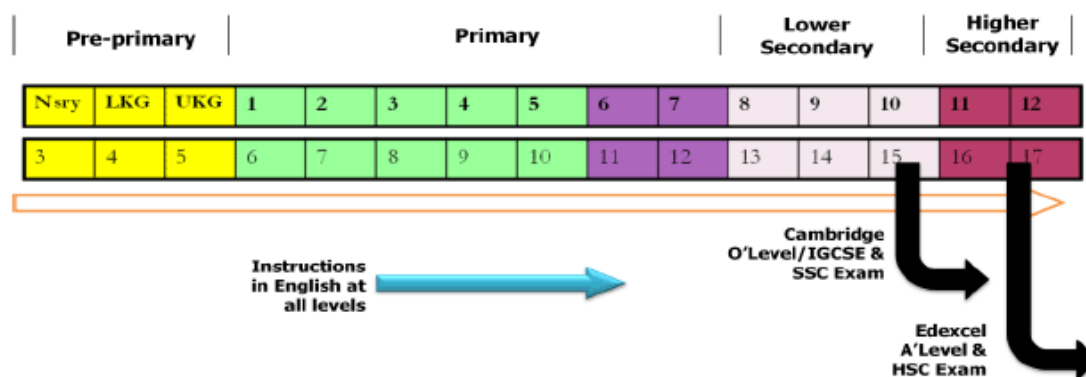 Pre-primary
Primary
Lower
Secondary
Higher
Secondary
Nsry LKG UKG 1 2 3 4 5 6 7 8 9 10 11 12
3 4 5 6 7 8 9 10 11 12 13 14 15 16 17
Instructions
in English at
all levels
Cambridge
O'Level/IGCSE &
SSC Exam
Edexcel
A'Level &
HSC Exam